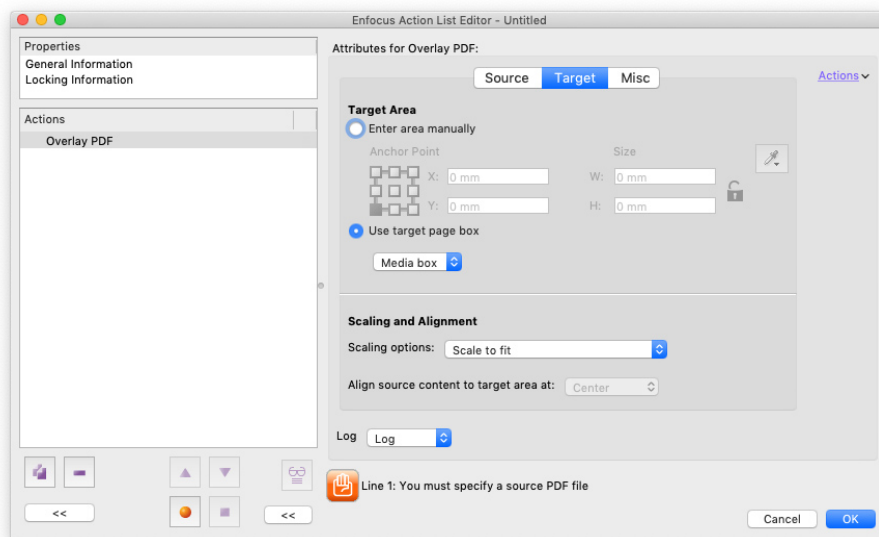 Enfocus Action List Editor - Untitled
Properties
General Information
Locking Information
Actions
Overlay PDF
<<
<<
Attributes for Overlay PDF:
Source Target Misc
Actions
Target Area
Enter area manually
Anchor Point Size
X: 0 mm W: 0 mm
Y: 0 mm H: 0 mm
Use target page box
Media box
Scaling and Alignment
Scaling options: Scale to fit
Align source content to target area at: Center
Log Log
Line 1: You must specify a source PDF file
Cancel OK